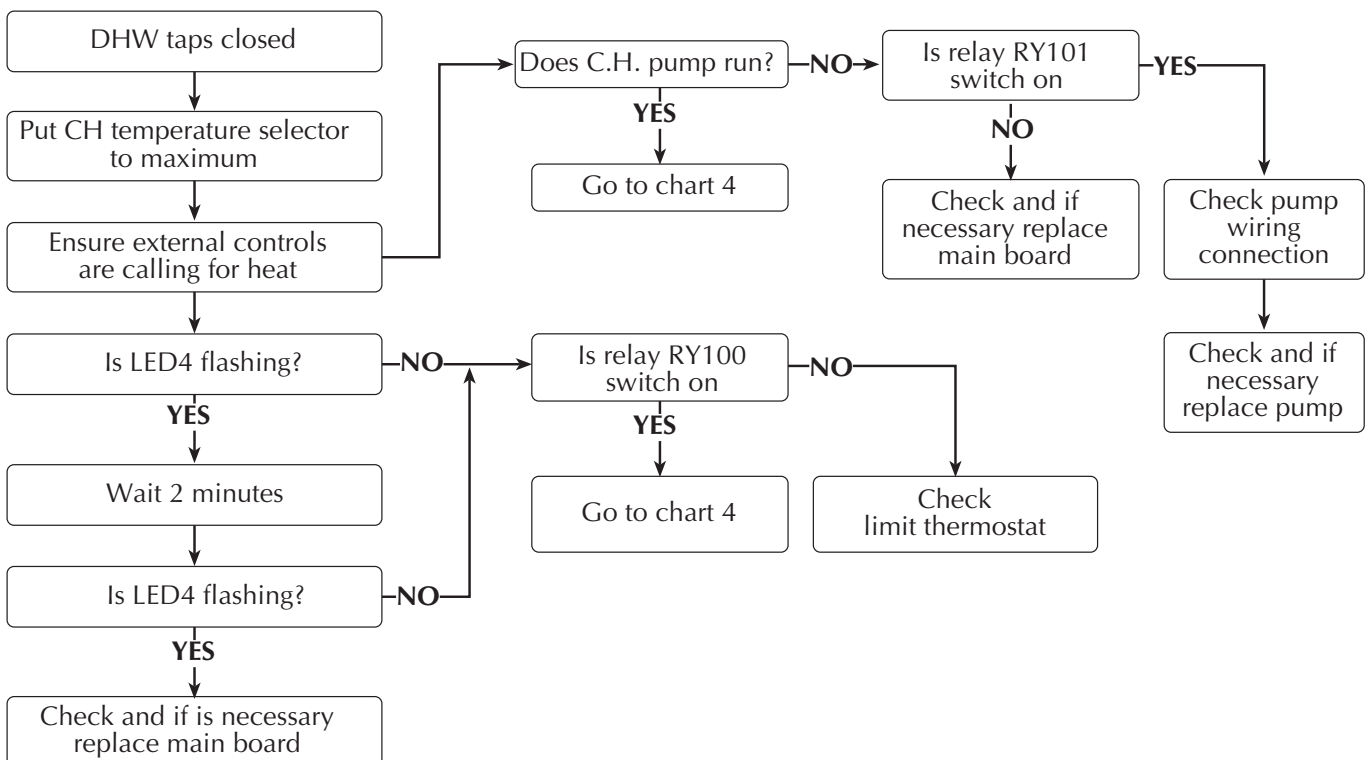 DHW taps closed
Put CH temperature selector
to maximum
Ensure external controls
are calling for heat
Is LED4 flashing?
NO
YES
Wait 2 minutes
Is LED4 flashing?
NO
YES
Check and if is necessary
replace main board
Does C.H. pump run?
NO
YES
Go to chart 4
Is relay RY101
switch on
YES
NO
Check and if
necessary replace
main board
Check pump
wiring
connection
Check and if
necessary
replace pump
Is relay RY100
switch on
NO
YES
Go to chart 4
Check
limit thermostat